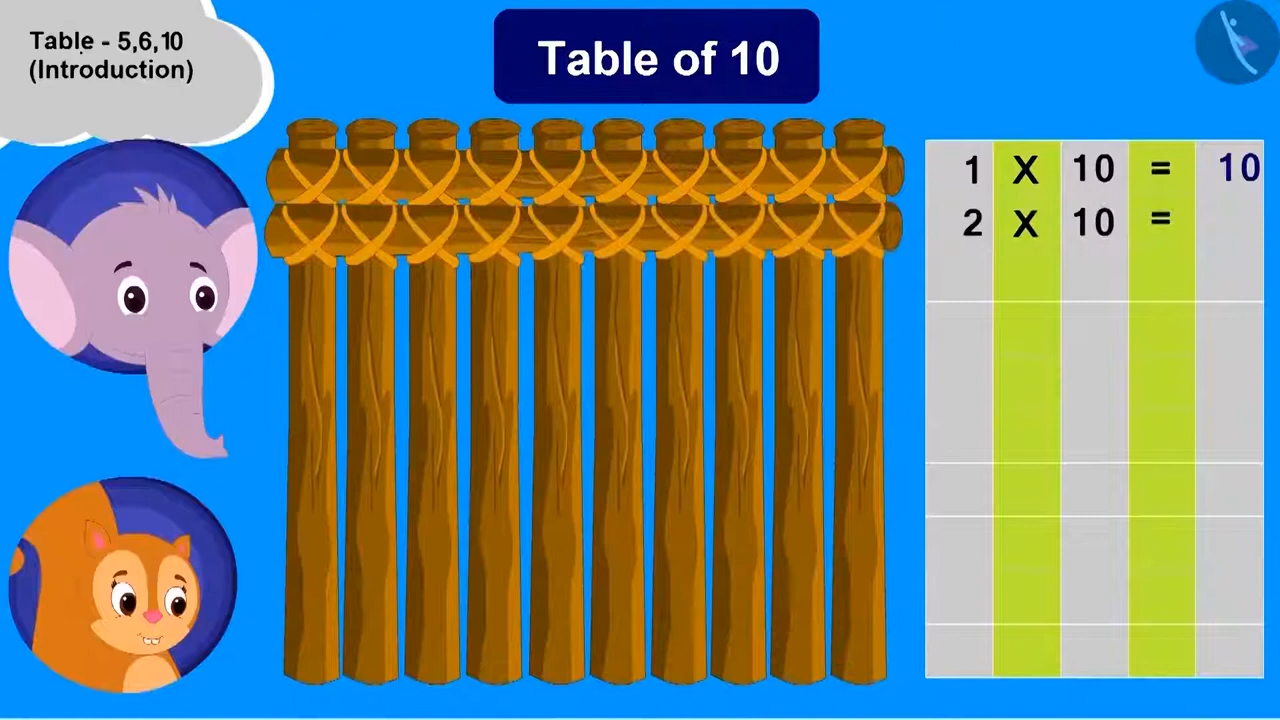 Table - 5,6,10
(Introduction)
Table of 10
1 X 10 = 10
2 X 10 =